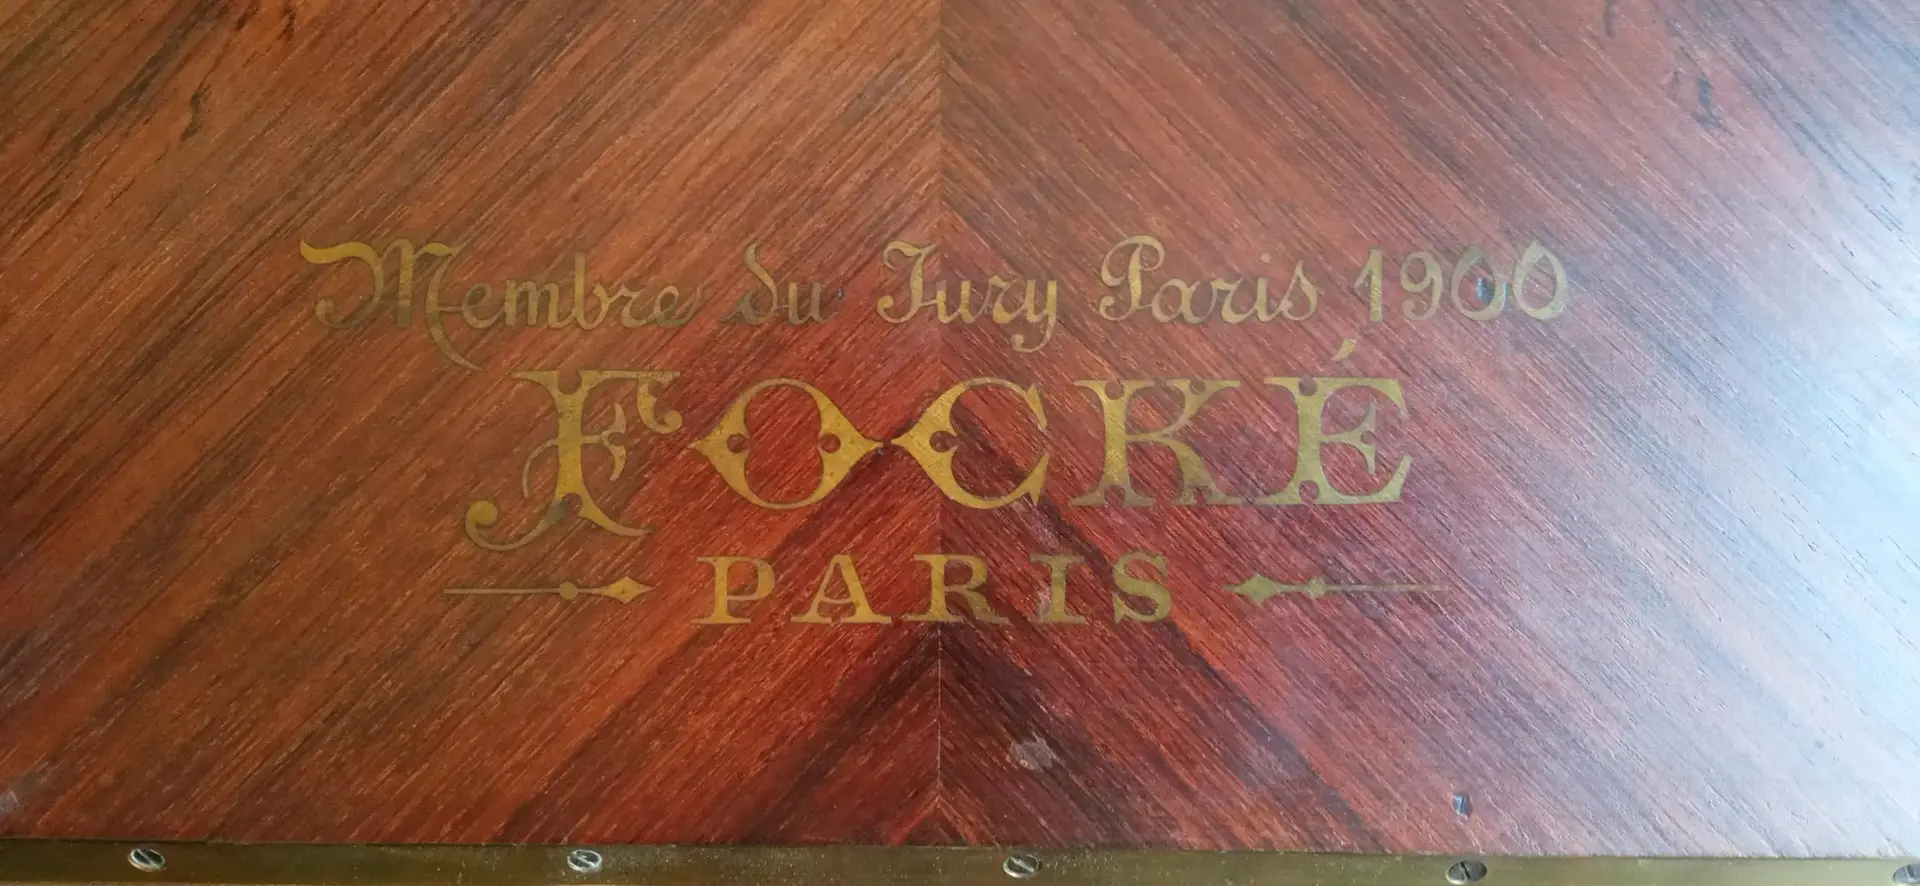 Membre du Jury Paris 1900
FOCKÉ
PARIS